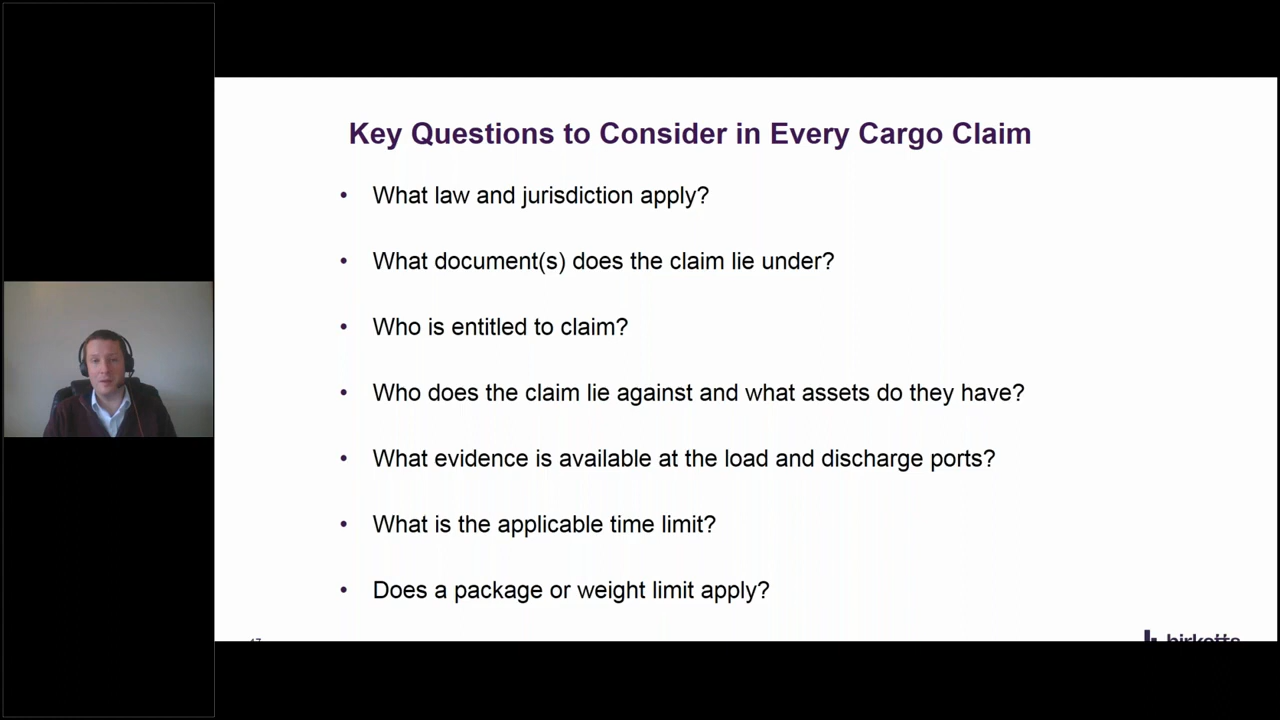 Key Questions to Consider in Every Cargo Claim
• What law and jurisdiction apply?
• What document(s) does the claim lie under?
• Who is entitled to claim?
• Who does the claim lie against and what assets do they have?
• What evidence is available at the load and discharge ports?
• What is the applicable time limit?
• Does a package or weight limit apply?
birketts